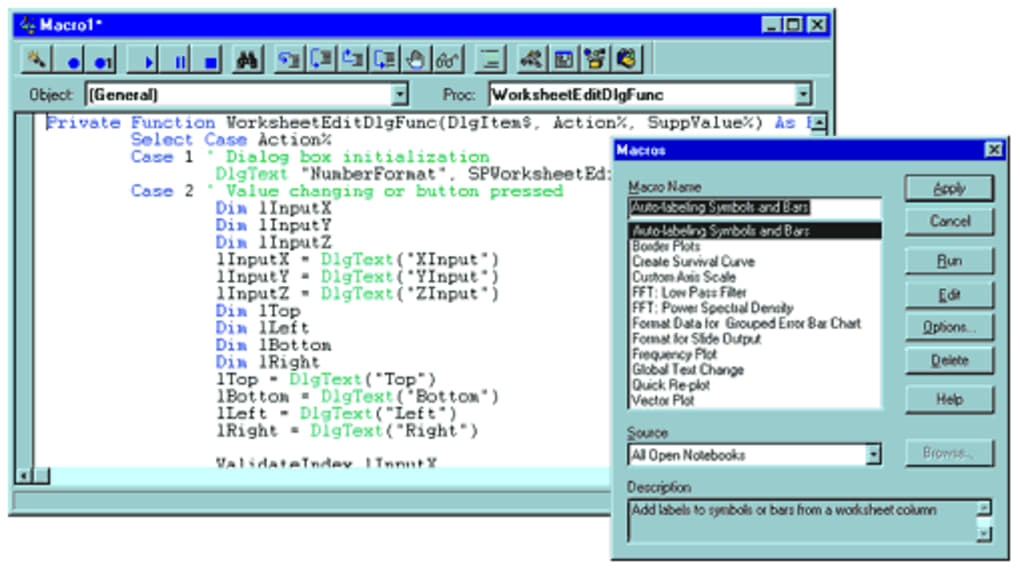 Macro1*
Object: (General) Proc: WorksheetEditDlgFunc
Private Function WorksheetEditDlgFunc(DlgItem$, Action%, SuppValue%) As
Select Case Action%
Case 1 ' Dialog box initialization
DlgText "NumberFormat", SPWorksheetEdi
Case 2 ' Value changing or button pressed
Dim lInputX
Dim lInputY
Dim lInputZ
lInputX = DlgText("XInput")
lInputY = DlgText("YInput")
lInputZ = DlgText("ZInput")
Dim lTop
Dim lLeft
Dim lBottom
Dim lRight
lTop = DlgText("Top")
lBottom = DlgText("Bottom")
lLeft = DlgText("Left")
lRight = DlgText("Right")
ValidateIndex lInputX
Macros
Macro Name
Auto-labeling Symbols and Bars
Auto-labeling Symbols and Bars
Border Plots
Create Survival Curve
Custom Axis Scale
FFT: Low Pass Filter
FFT: Power Spectral Density
Format Data for Grouped Error Bar Chart
Format for Slide Output
Frequency Plot
Global Text Change
Quick Re-plot
Vector Plot
Apply
Cancel
Run
Edit
Options...
Delete
Help
Source
All Open Notebooks
Browse...
Description
Add labels to symbols or bars from a worksheet column